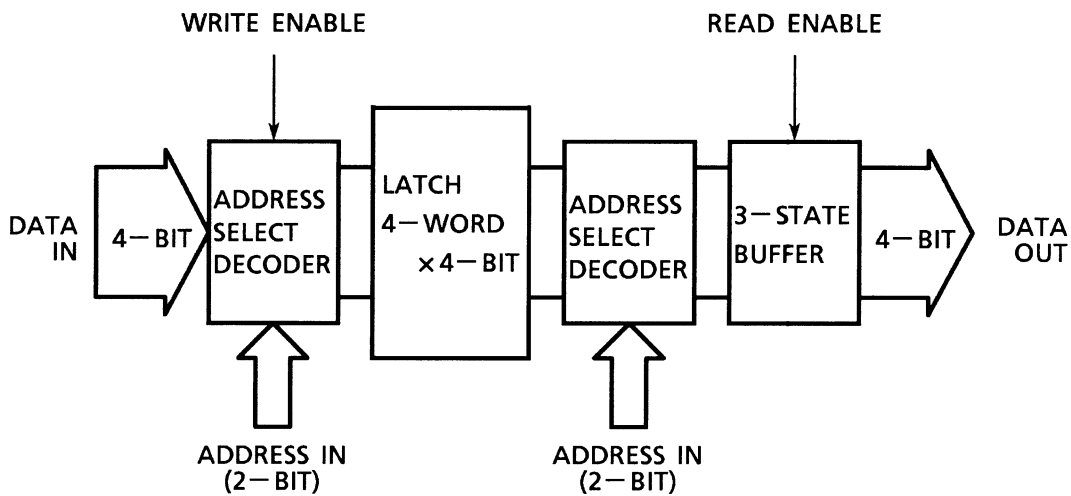 WRITE ENABLE
READ ENABLE
DATA
IN
4−BIT
ADDRESS
SELECT
DECODER
LATCH
4−WORD
×4−BIT
ADDRESS
SELECT
DECODER
3−STATE
BUFFER
4−BIT
DATA
OUT
ADDRESS IN
(2−BIT)
ADDRESS IN
(2−BIT)